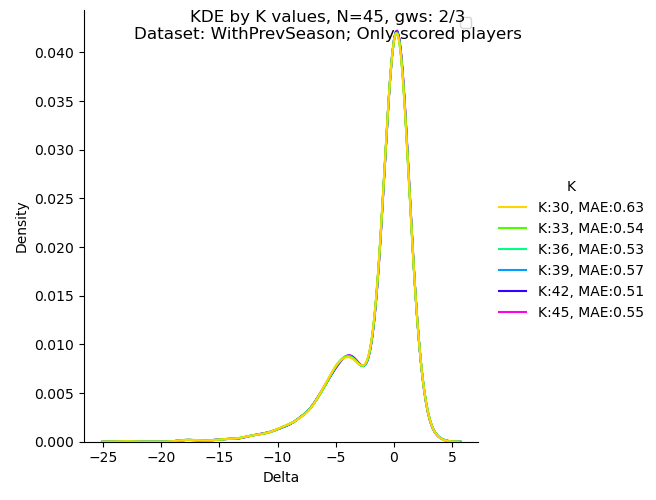 KDE by K values, N=45, gws: 2/3
Dataset: WithPrevSeason; Only scored players
0.040
0.035
0.030
0.025
0.020
0.015
0.010
0.005
0.000
Density
−25
−20
−15
−10
−5
0
5
Delta
K
K:30, MAE:0.63
K:33, MAE:0.54
K:36, MAE:0.53
K:39, MAE:0.57
K:42, MAE:0.51
K:45, MAE:0.55